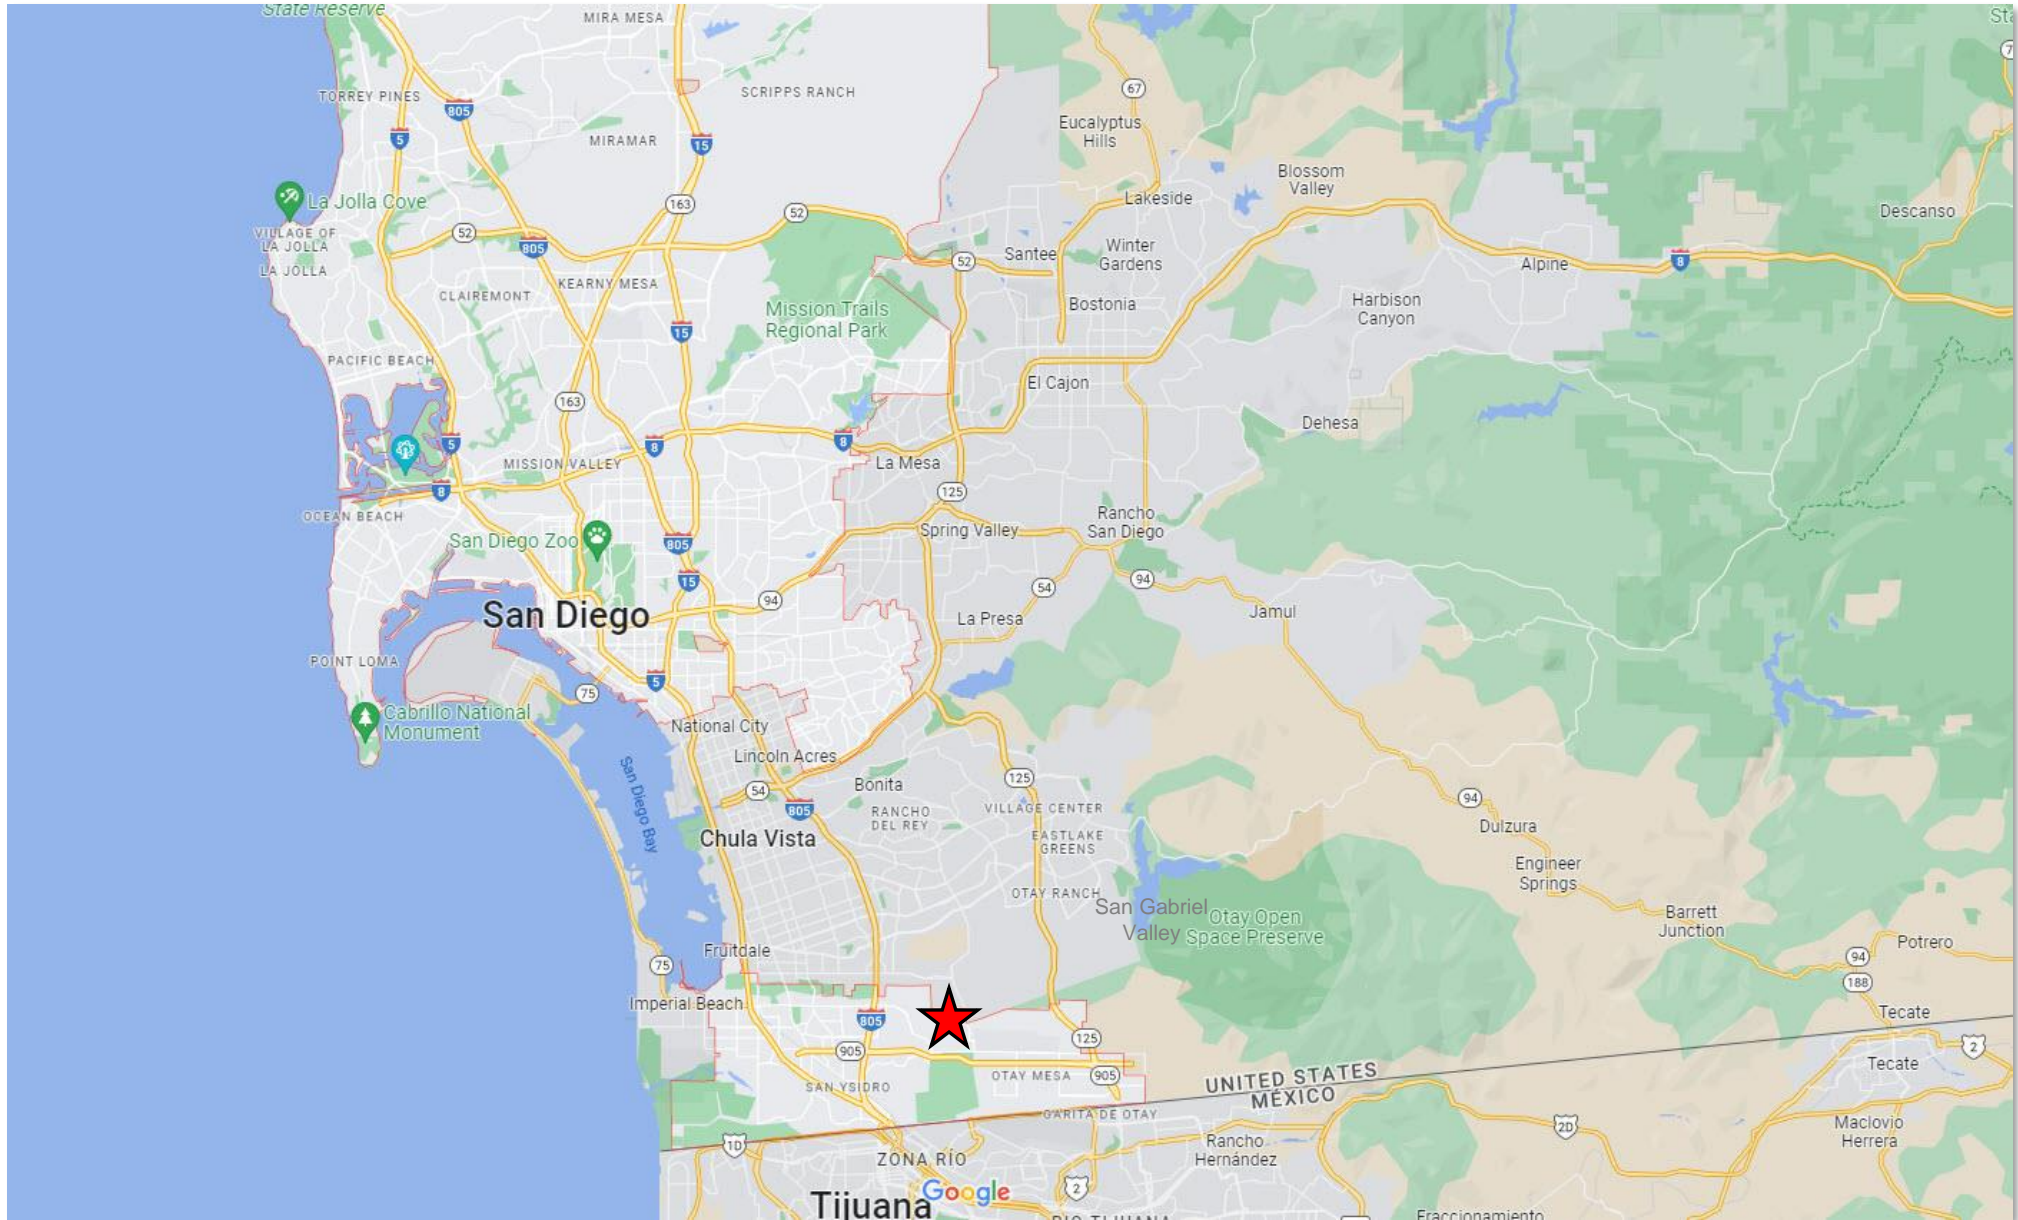 State Reserve
MIRA MESA
St
7
67
TORREY PINES
805
SCRIPPS RANCH
5
MIRAMAR
15
Eucalyptus
Hills
Blossom
Valley
La Jolla Cove
163
52
Lakeside
Descanso
VILLAGE OF
LA JOLLA
LA JOLLA
52
805
52
Santee
Winter
Gardens
Alpine
8
CLAIREMONT
KEARNY MESA
Mission Trails
Regional Park
15
Bostonia
Harbison
Canyon
PACIFIC BEACH
163
El Cajon
Dehesa
5
8
8
MISSION VALLEY
La Mesa
8
125
OCEAN BEACH
San Diego Zoo
805
Spring Valley
Rancho
San Diego
15
94
54
94
San Diego
La Presa
Jamul
POINT LOMA
5
75
Cabrillo National
Monument
National City
Lincoln Acres
San Diego Bay
54
805
Bonita
125
94
RANCHO
DEL REY
VILLAGE CENTER
Dulzura
Chula Vista
EASTLAKE
GREENS
Engineer
Springs
OTAY RANCH
San Gabriel
Valley
Otay Open
Space Preserve
Barrett
Junction
Fruitdale
Potrero
94
75
188
Imperial Beach
805
Tecate
905
125
2
OTAY MESA
905
Tecate
SAN YSIDRO
UNITED STATES
MÉXICO
GARITA DE OTAY
1D
2D
Maclovio
Herrera
ZONA RÍO
Rancho
Hernández
Google
2
Tijuana
RIO TIJUANA
Fraccionamiento